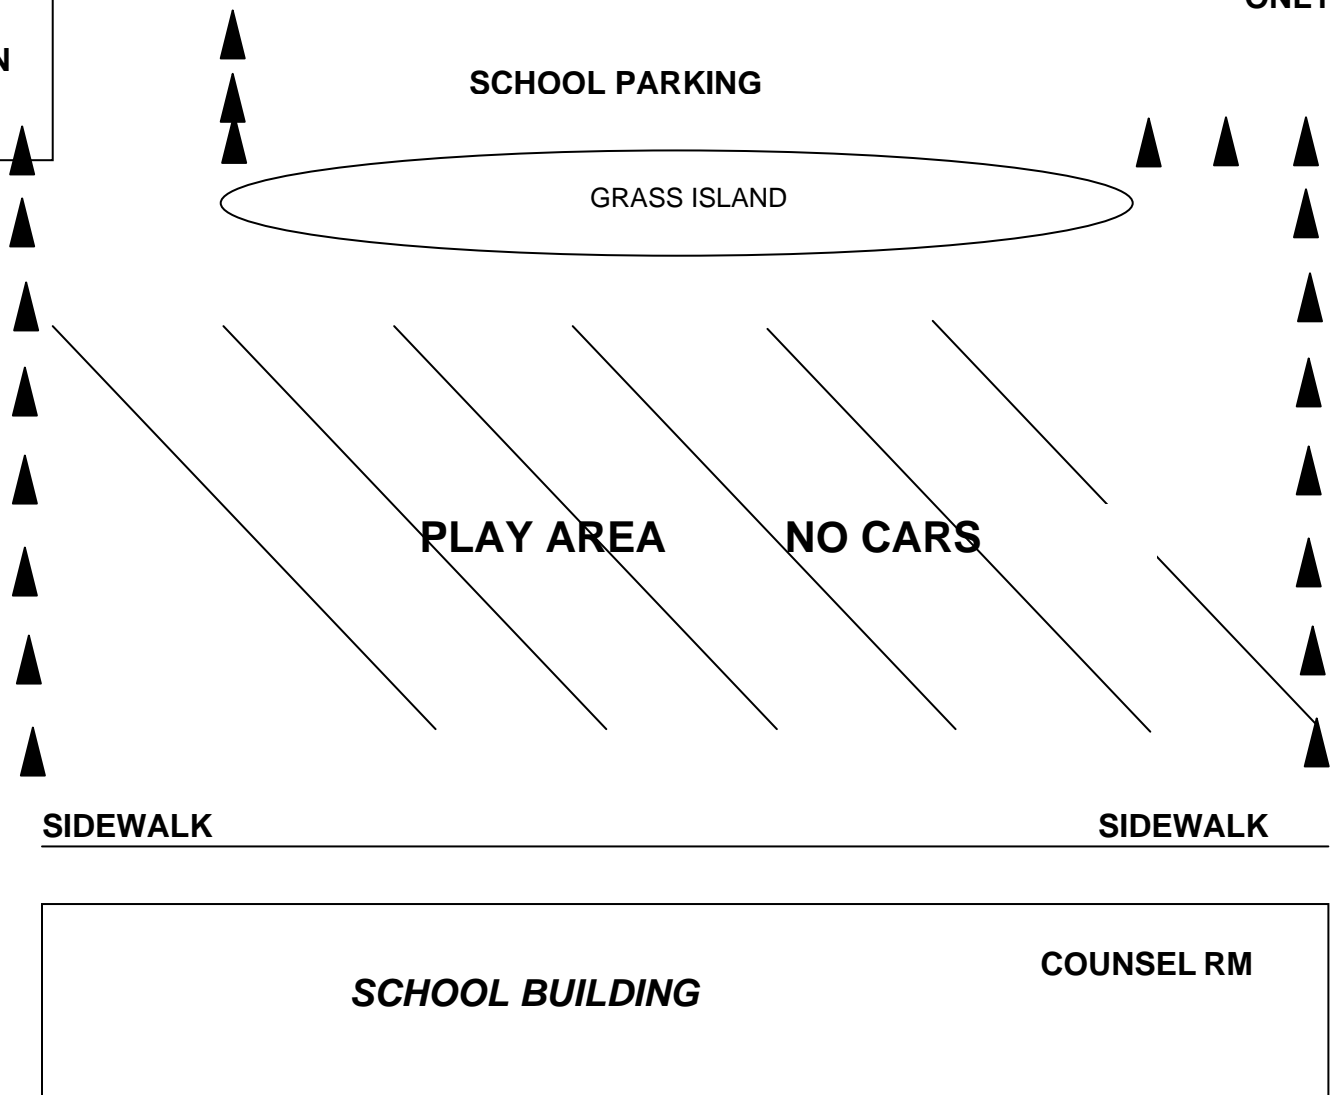 SCHOOL PARKING
GRASS ISLAND
PLAY AREA NO CARS
SIDEWALK SIDEWALK
COUNSEL RM
SCHOOL BUILDING